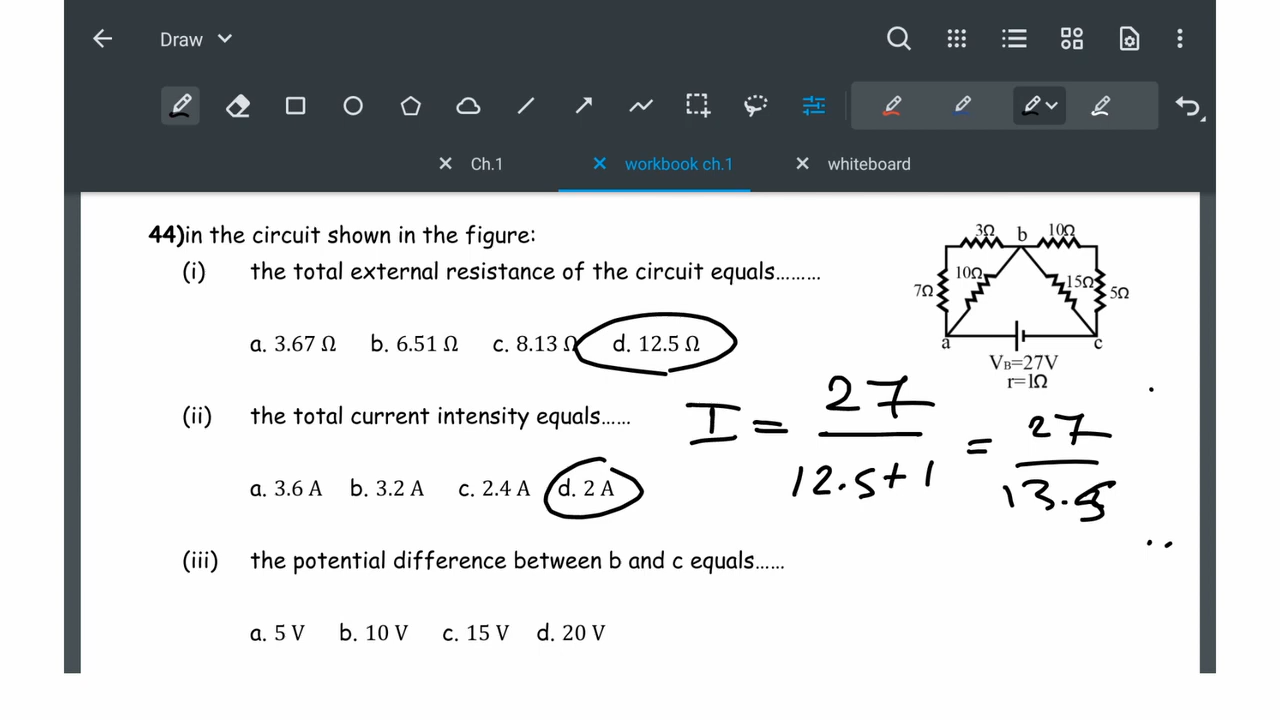 Draw
Ch.1 workbook ch.1 whiteboard
44)in the circuit shown in the figure:
(i) the total external resistance of the circuit equals.........
a. 3.67 Ω b. 6.51 Ω c. 8.13 Ω d. 12.5 Ω
3Ω b 10Ω
10Ω 15Ω
7Ω 5Ω
a c
VB=27V
r=1Ω
(ii) the total current intensity equals......
I = 27 / 12.5+1 = 27 / 13.5
a. 3.6 A b. 3.2 A c. 2.4 A d. 2 A
(iii) the potential difference between b and c equals......
a. 5 V b. 10 V c. 15 V d. 20 V